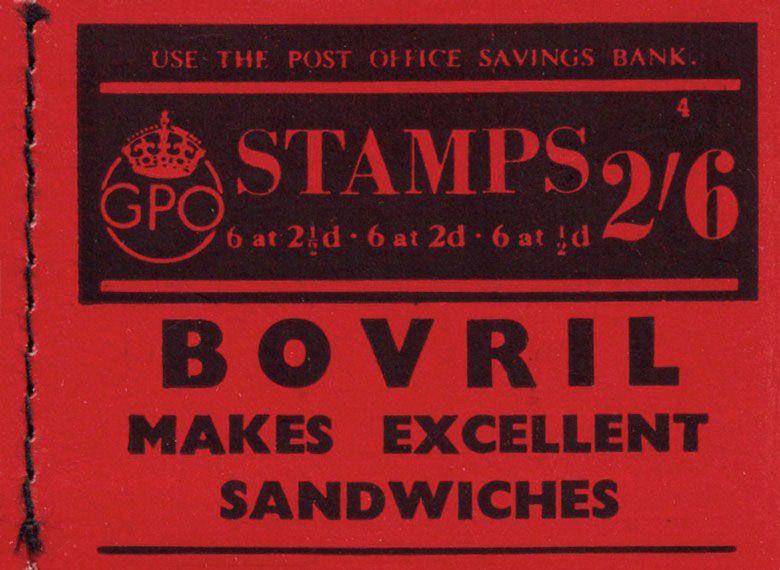 USE THE POST OFFICE SAVINGS BANK.
4
GPO
STAMPS 2/6
6 at 2½d · 6 at 2d · 6 at ½d
BOVRIL
MAKES EXCELLENT
SANDWICHES